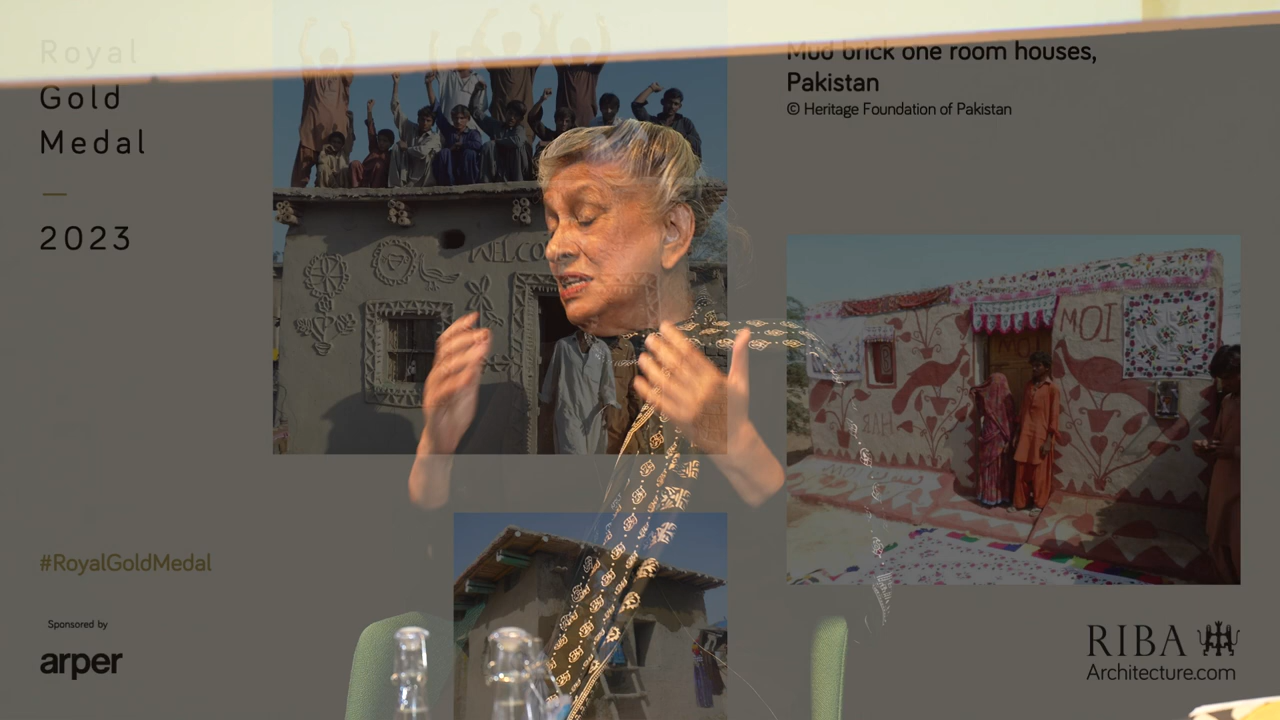 Royal
Gold
Medal
2023
#RoyalGoldMedal
Sponsored by
arper
WELCO
Mud brick one room houses,
Pakistan
© Heritage Foundation of Pakistan
MOI
RIBA
Architecture.com